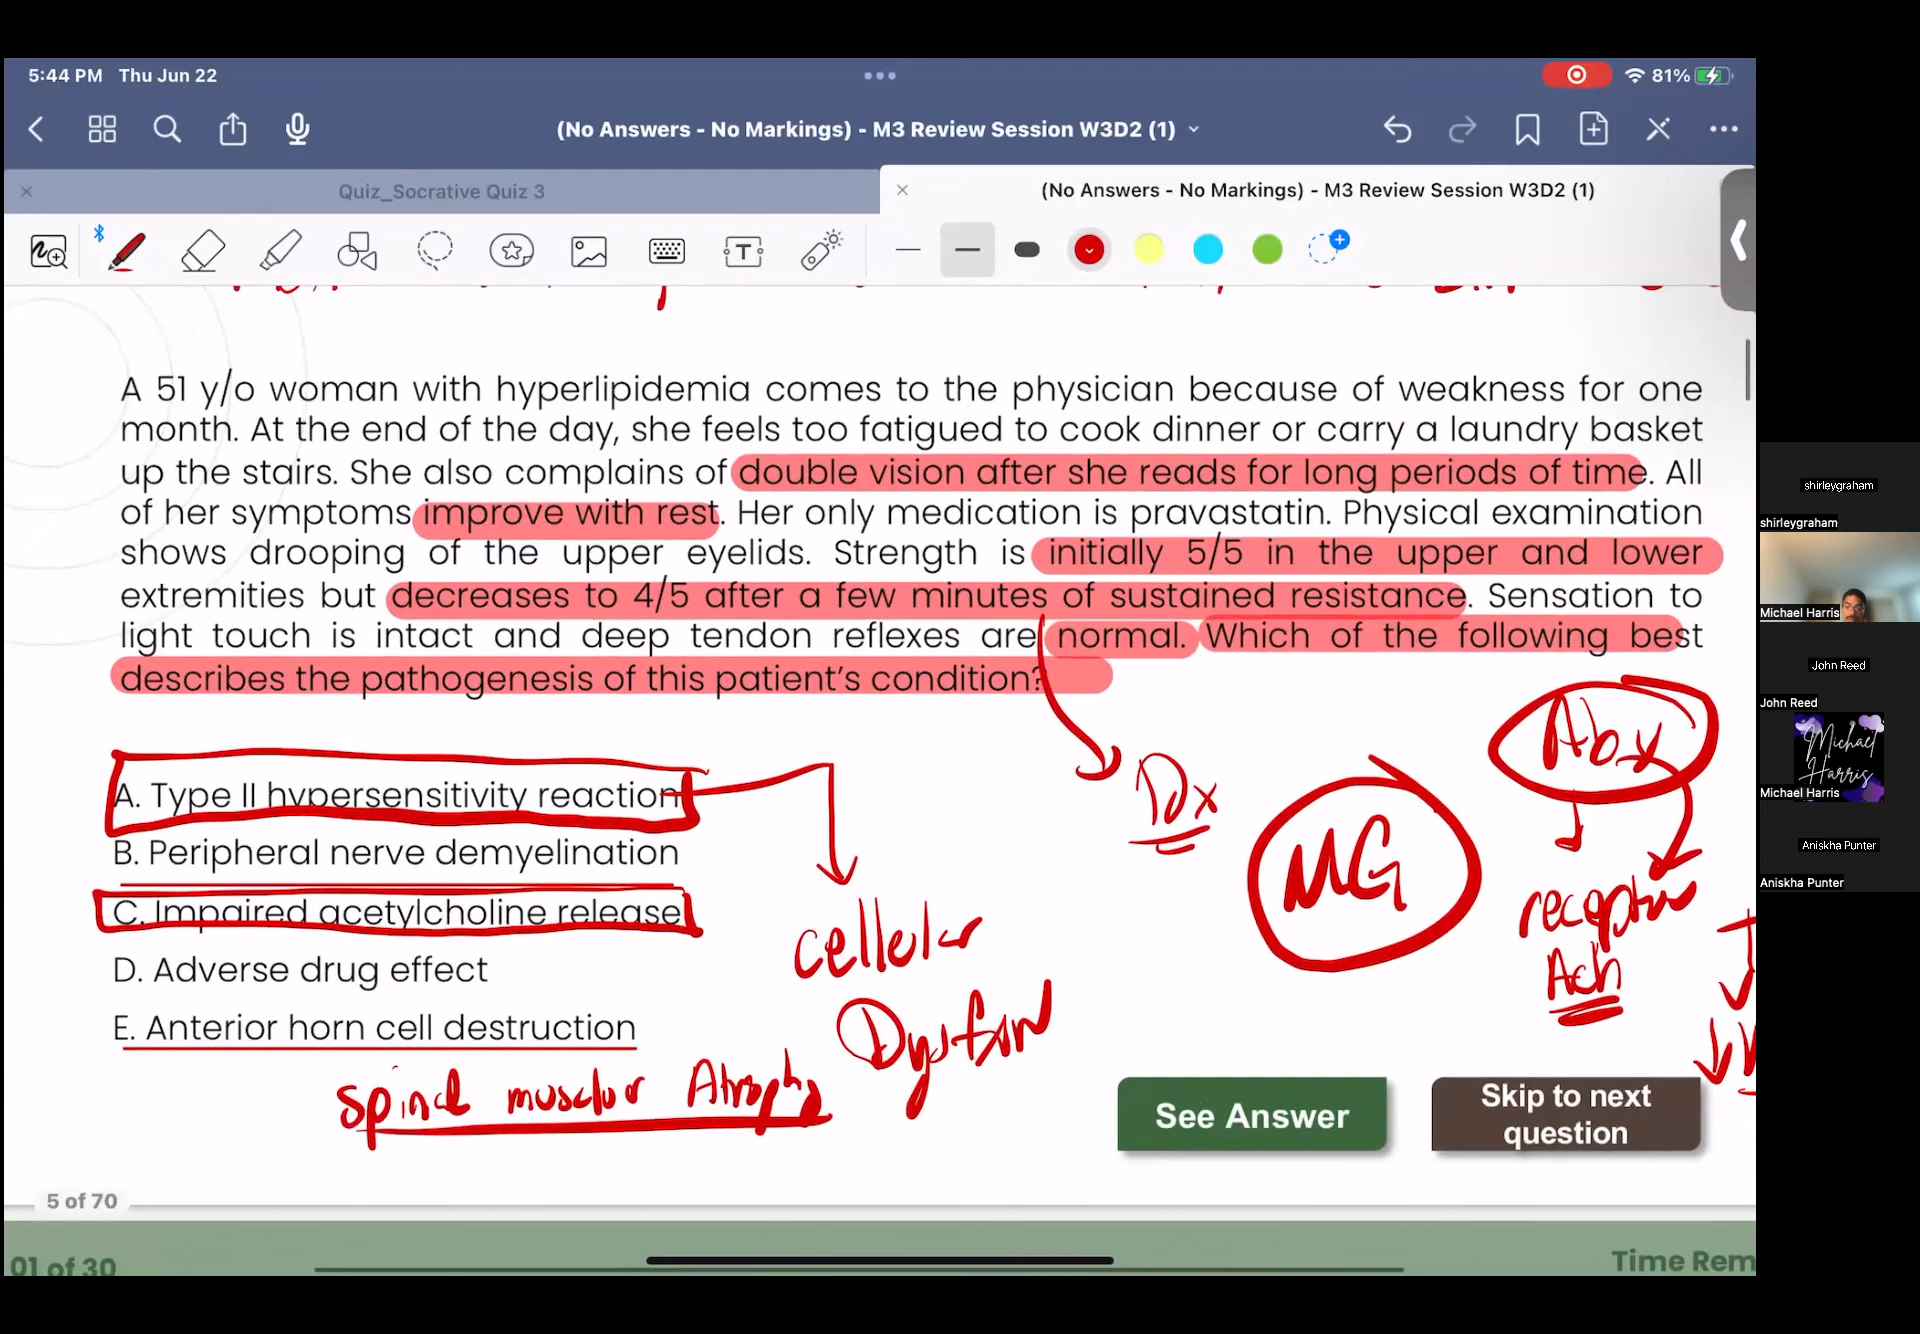 5:44 PM Thu Jun 22
81%
(No Answers - No Markings) - M3 Review Session W3D2 (1)
Quiz_Socrative Quiz 3
(No Answers - No Markings) - M3 Review Session W3D2 (1)
A 51 y/o woman with hyperlipidemia comes to the physician because of weakness for one
month. At the end of the day, she feels too fatigued to cook dinner or carry a laundry basket
up the stairs. She also complains of double vision after she reads for long periods of time. All
of her symptoms improve with rest. Her only medication is pravastatin. Physical examination
shows drooping of the upper eyelids. Strength is initially 5/5 in the upper and lower
extremities but decreases to 4/5 after a few minutes of sustained resistance. Sensation to
light touch is intact and deep tendon reflexes are normal. Which of the following best
describes the pathogenesis of this patient's condition?
A. Type II hypersensitivity reaction
B. Peripheral nerve demyelination
C. Impaired acetylcholine release
D. Adverse drug effect
E. Anterior horn cell destruction
Dx
MG
Abx
receptor
Ach
cellular
spinal muscular Atrophy
See Answer
Skip to next
question
5 of 70
01 of 30
Time Rem
shirleygraham
shirleygraham
Michael Harris
John Reed
John Reed
Michael
Harris
Michael Harris
Aniskha Punter
Aniskha Punter